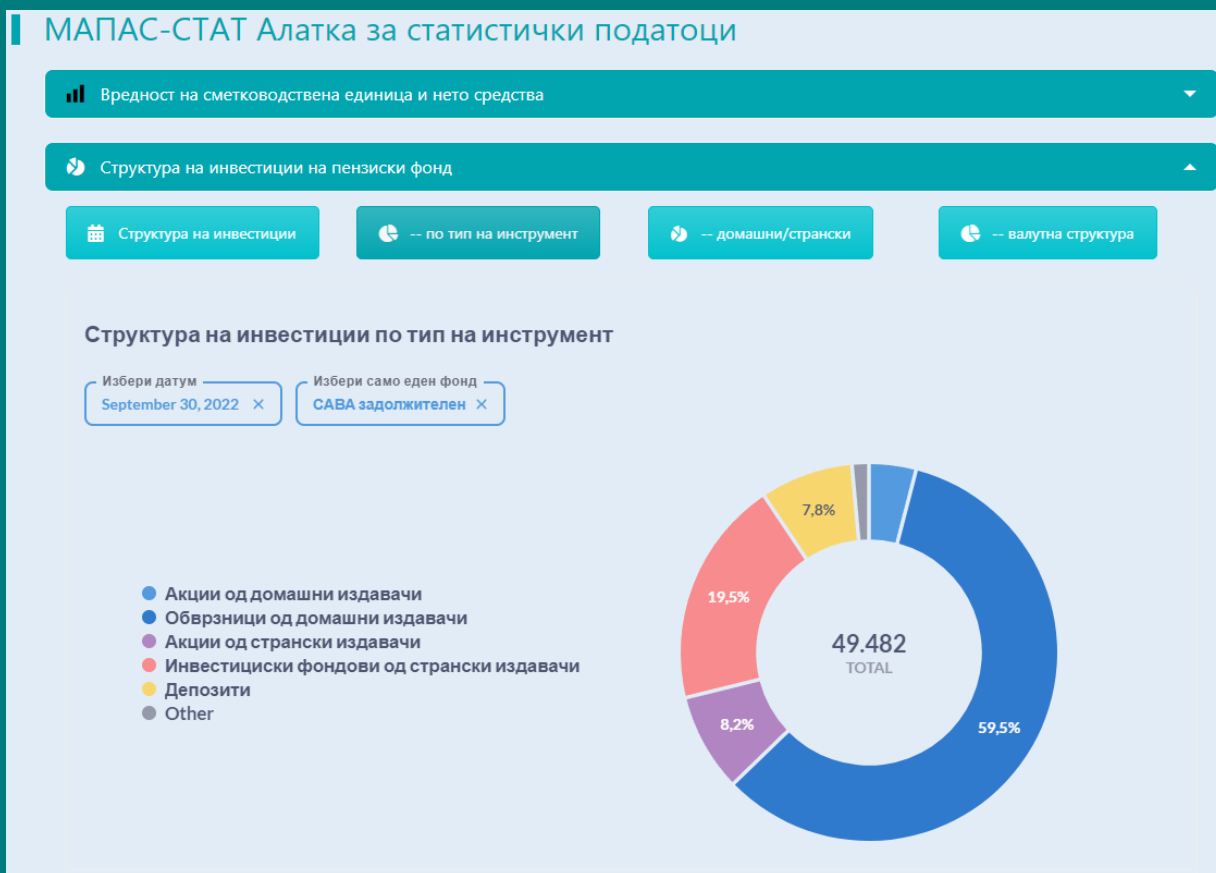 МАПАС-СТАТ Алатка за статистички податоци
Вредност на сметководствена единица и нето средства
Структура на инвестиции на пензиски фонд
Структура на инвестиции
-- по тип на инструмент
-- домашни/странски
-- валутна структура
Структура на инвестиции по тип на инструмент
Избери датум
September 30, 2022 ×
Избери само еден фонд
САВА задолжителен ×
Акции од домашни издавачи
Обврзници од домашни издавачи
Акции од странски издавачи
Инвестициски фондови од странски издавачи
Депозити
Other
7,8%
19,5%
8,2%
59,5%
49.482
TOTAL